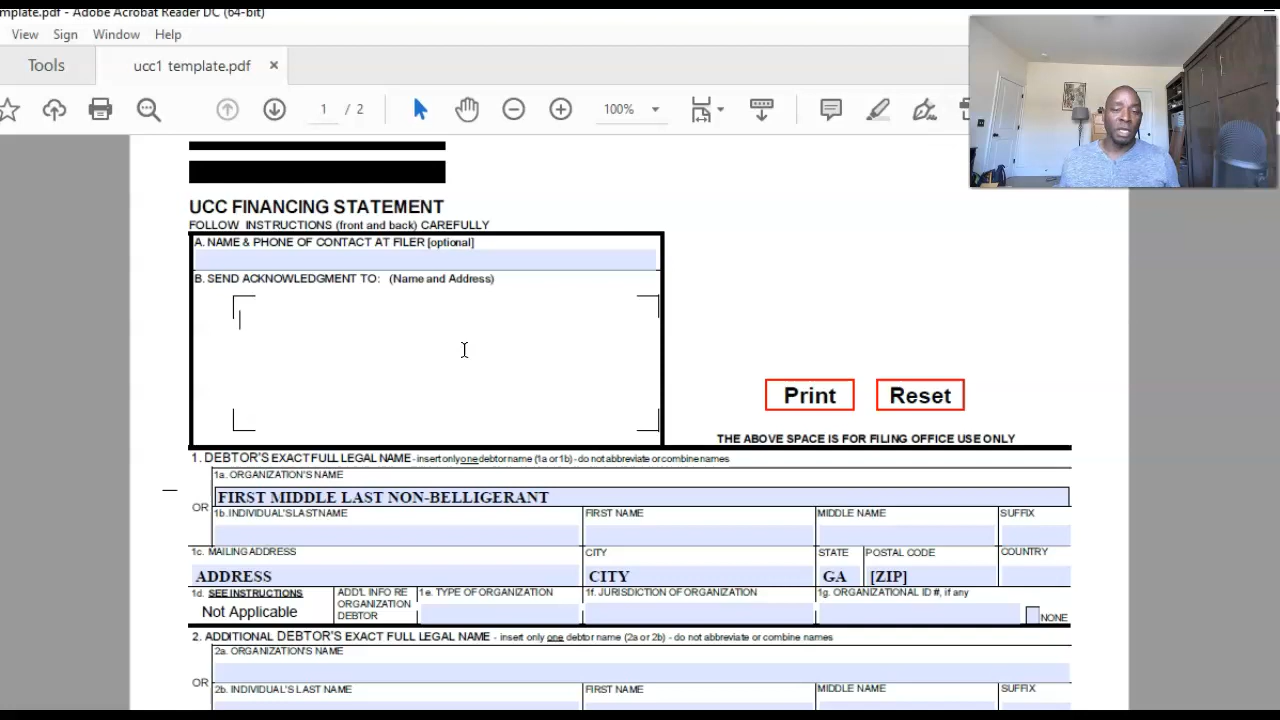 mplate.pdf - Adobe Acrobat Reader DC (64-bit)
View Sign Window Help
Tools ucc1 template.pdf ×
1 / 2 100%
UCC FINANCING STATEMENT
FOLLOW INSTRUCTIONS (front and back) CAREFULLY
A. NAME & PHONE OF CONTACT AT FILER [optional]
B. SEND ACKNOWLEDGMENT TO: (Name and Address)
Print Reset
THE ABOVE SPACE IS FOR FILING OFFICE USE ONLY
1. DEBTOR'S EXACT FULL LEGAL NAME - insert only one debtor name (1a or 1b) - do not abbreviate or combine names
1a. ORGANIZATION'S NAME
FIRST MIDDLE LAST NON-BELLIGERANT
OR
1b. INDIVIDUAL'S LAST NAME FIRST NAME MIDDLE NAME SUFFIX
1c. MAILING ADDRESS CITY STATE POSTAL CODE COUNTRY
ADDRESS CITY GA [ZIP]
1d. SEE INSTRUCTIONS ADD'L INFO RE 1e. TYPE OF ORGANIZATION 1f. JURISDICTION OF ORGANIZATION 1g. ORGANIZATIONAL ID #, if any
Not Applicable ORGANIZATION
DEBTOR NONE
2. ADDITIONAL DEBTOR'S EXACT FULL LEGAL NAME - insert only one debtor name (2a or 2b) - do not abbreviate or combine names
2a. ORGANIZATION'S NAME
OR
2b. INDIVIDUAL'S LAST NAME FIRST NAME MIDDLE NAME SUFFIX